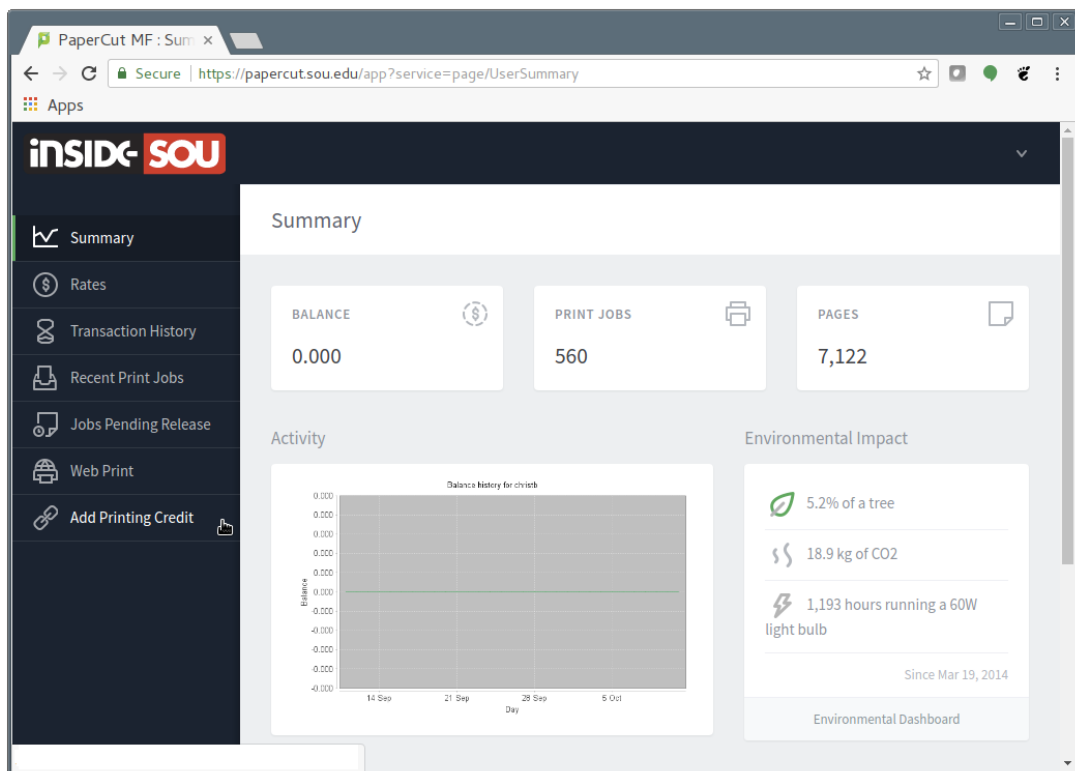 PaperCut MF : Sum
Secure https://papercut.sou.edu/app?service=page/UserSummary
Apps
inSIDE SOU
Summary
Summary
Rates
Transaction History
Recent Print Jobs
Jobs Pending Release
Web Print
Add Printing Credit
BALANCE
0.000
PRINT JOBS
560
PAGES
7,122
Activity
Balance history for christb
Balance
0.000
0.000
0.000
0.000
0.000
0.000
-0.000
-0.000
-0.000
-0.000
-0.000
14 Sep 21 Sep 28 Sep 5 Oct
Day
Environmental Impact
5.2% of a tree
18.9 kg of CO2
1,193 hours running a 60W
light bulb
Since Mar 19, 2014
Environmental Dashboard